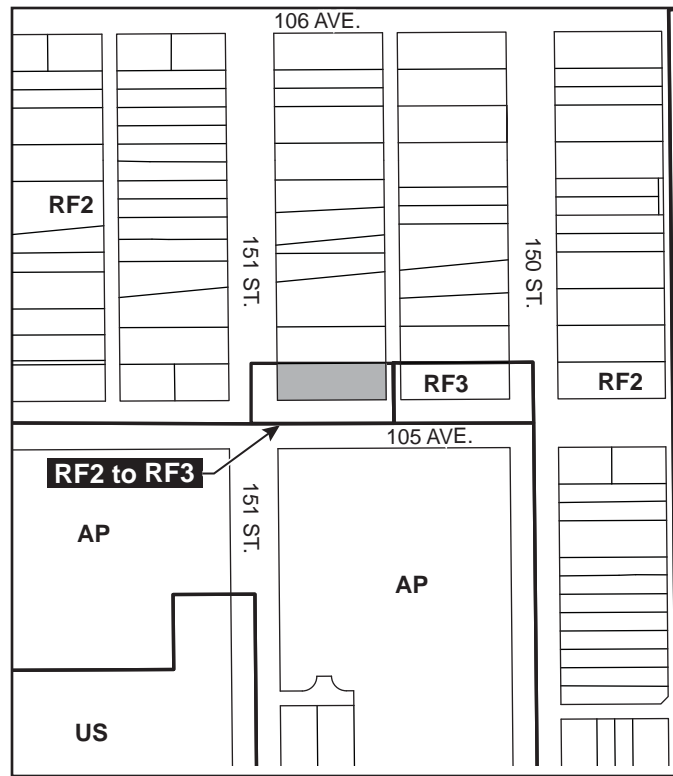 106 AVE.
RF2
151 ST.
150 ST.
RF3
RF2
105 AVE.
RF2 to RF3
151 ST.
AP
AP
US